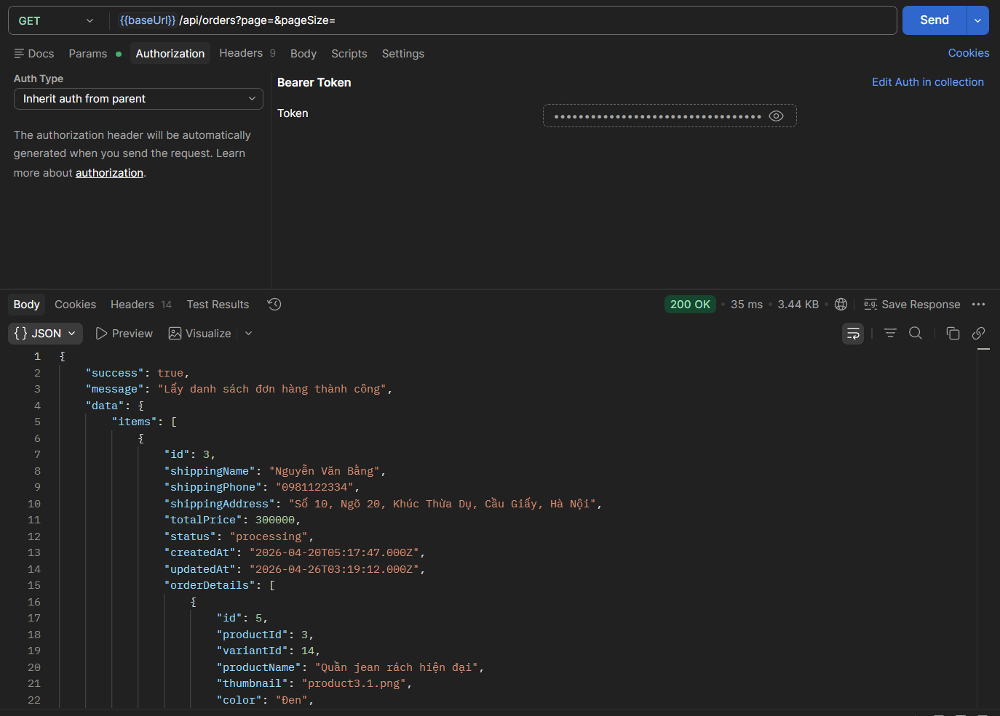 GET {{baseUrl}} /api/orders?page=&pageSize= Send
Docs Params Authorization Headers 9 Body Scripts Settings Cookies
Auth Type
Inherit auth from parent
The authorization header will be automatically
generated when you send the request. Learn
more about authorization.
Bearer Token Edit Auth in collection
Token
Body Cookies Headers 14 Test Results 200 OK 35 ms 3.44 KB e.g. Save Response
{} JSON Preview Visualize
1 {
2 "success": true,
3 "message": "Lấy danh sách đơn hàng thành công",
4 "data": {
5 "items": [
6 {
7 "id": 3,
8 "shippingName": "Nguyễn Văn Bằng",
9 "shippingPhone": "0981122334",
10 "shippingAddress": "Số 10, Ngõ 20, Khúc Thừa Dụ, Cầu Giấy, Hà Nội",
11 "totalPrice": 300000,
12 "status": "processing",
13 "createdAt": "2026-04-20T05:17:47.000Z",
14 "updatedAt": "2026-04-26T03:19:12.000Z",
15 "orderDetails": [
16 {
17 "id": 5,
18 "productId": 3,
19 "variantId": 14,
20 "productName": "Quần jean rách hiện đại",
21 "thumbnail": "product3.1.png",
22 "color": "Đen",